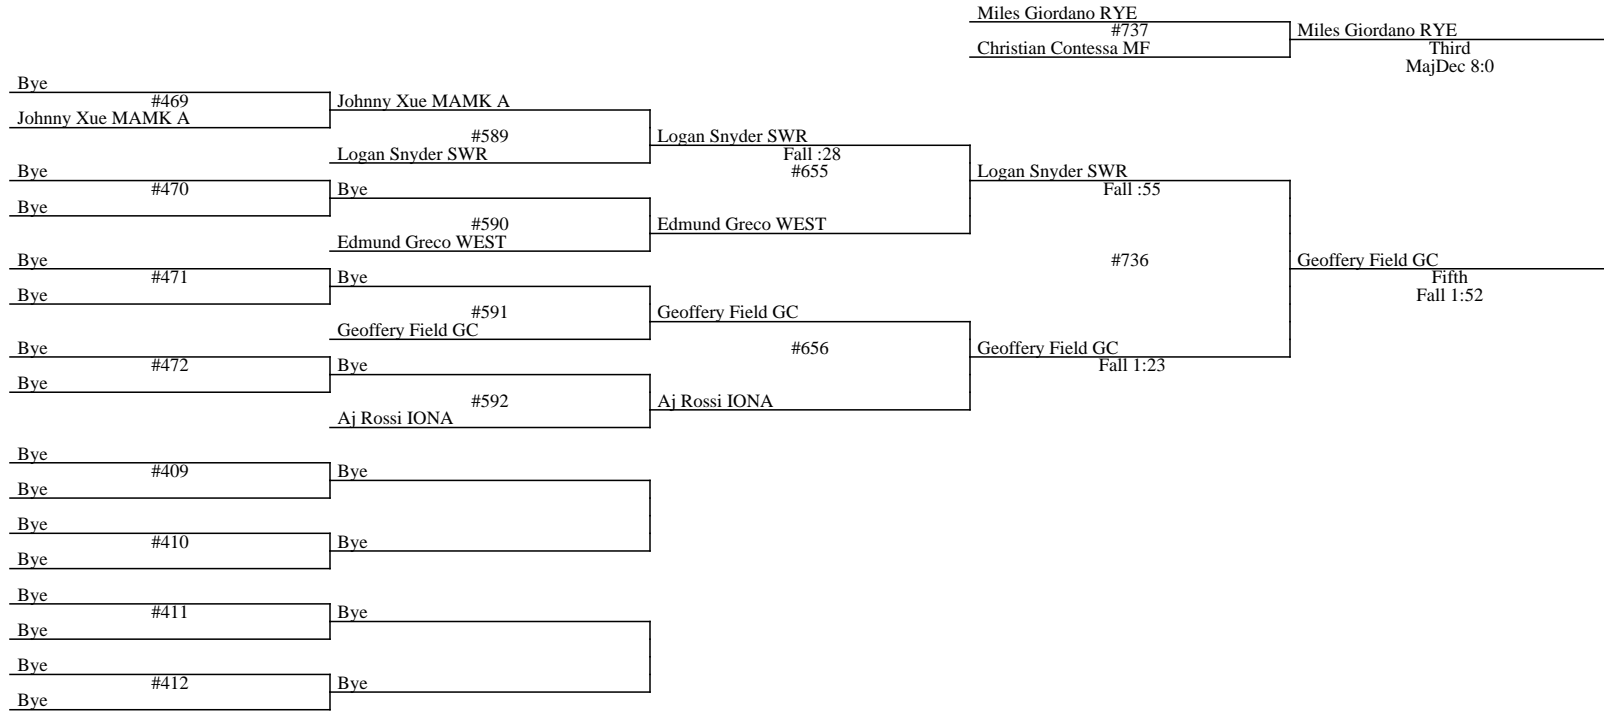 Miles Giordano RYE
#737
Christian Contessa MF
Miles Giordano RYE
Third
MajDec 8:0
Bye
#469
Johnny Xue MAMK A
Johnny Xue MAMK A
#589
Logan Snyder SWR
Logan Snyder SWR
Fall :28
#655
Bye
#470
Bye
Bye
#590
Edmund Greco WEST
Edmund Greco WEST
Logan Snyder SWR
Fall :55
#736
Bye
#471
Bye
Bye
#591
Geoffery Field GC
Geoffery Field GC
#656
Geoffery Field GC
Fifth
Fall 1:52
Bye
#472
Bye
Bye
#592
Aj Rossi IONA
Aj Rossi IONA
Geoffery Field GC
Fall 1:23
Bye
#409
Bye
Bye
Bye
#410
Bye
Bye
Bye
#411
Bye
Bye
Bye
#412
Bye
Bye